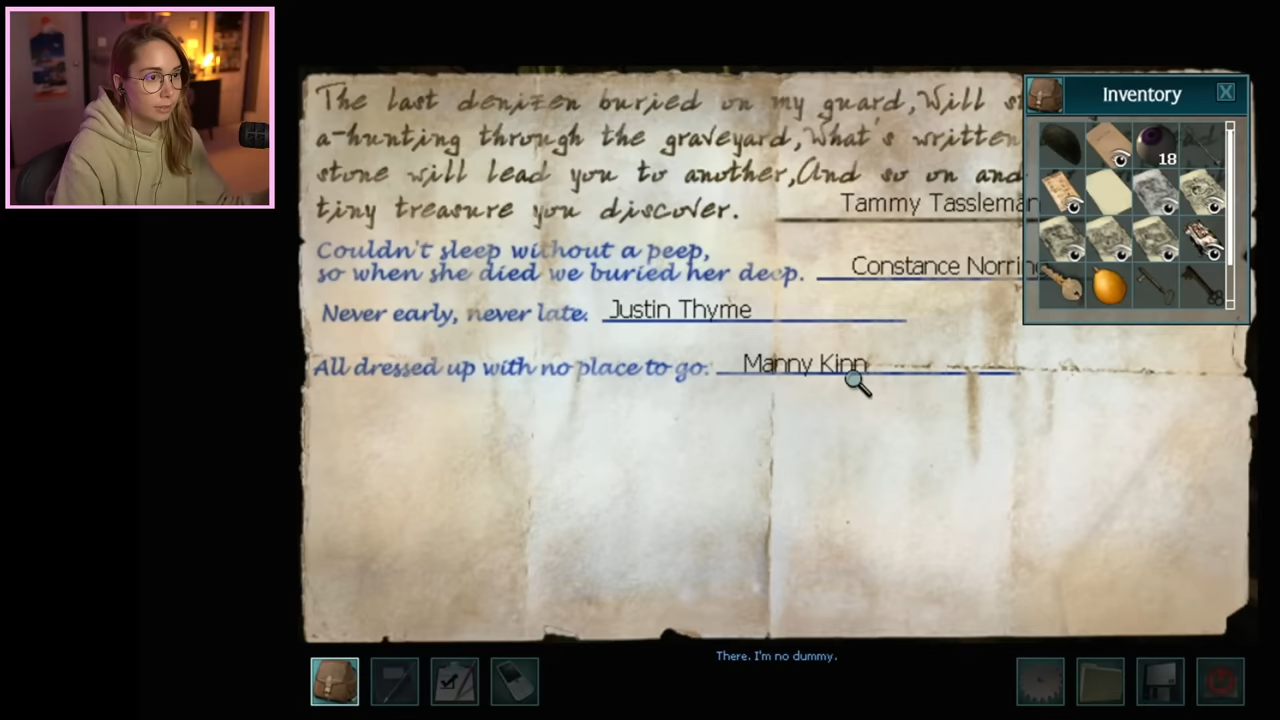 The last denizen buried on my guard, Will
a-hunting through the graveyard, What's written
stone will lead you to another, And so on and
tiny treasure you discover. Tammy Tassleman
Couldn't sleep without a peep,
so when she died we buried her deep. Constance Norring
Never early, never late. Justin Thyme
All dressed up with no place to go. Manny Kinn
Inventory
18
There. I'm no dummy.